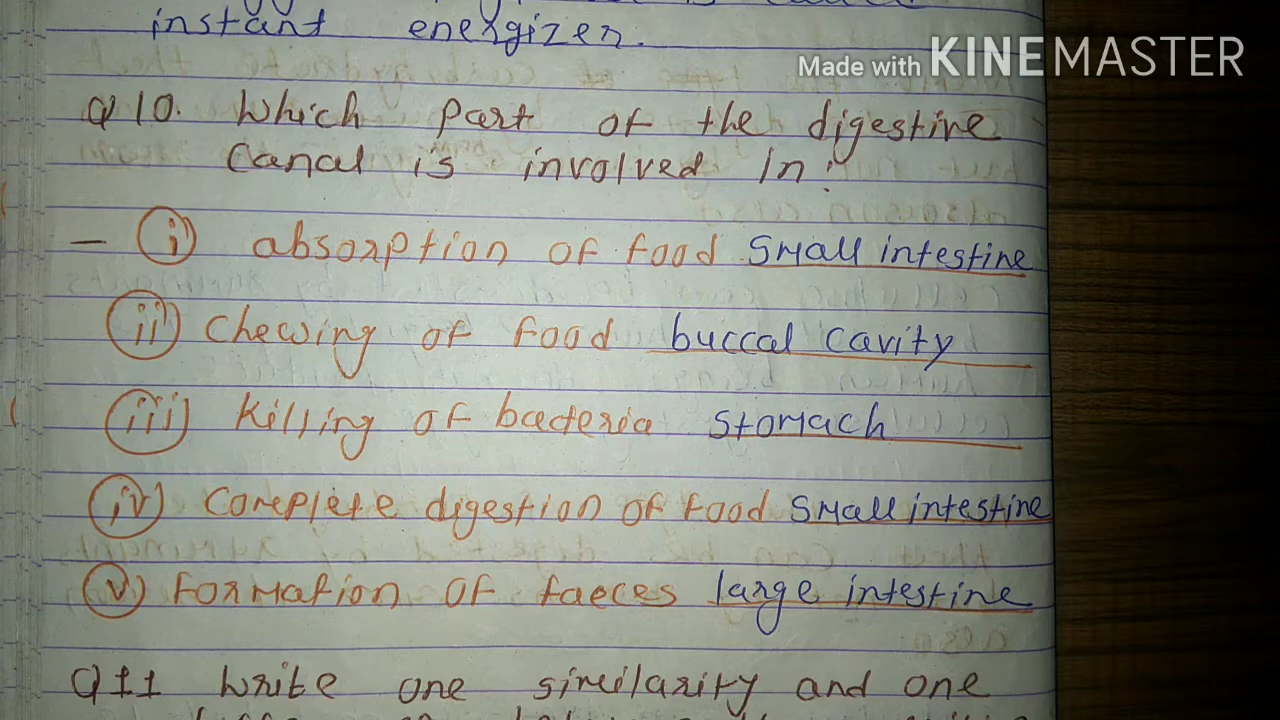 instant energizer.
Made with KINEMASTER
Q 10. Which part of the digestive
canal is involved in:
- (i) absorption of food small intestine
(ii) Chewing of food buccal cavity
(iii) Killing of bacteria stomach
(iv) Complete digestion of food small intestine
(v) Formation of faeces large intestine
Q11 Write one similarity and one